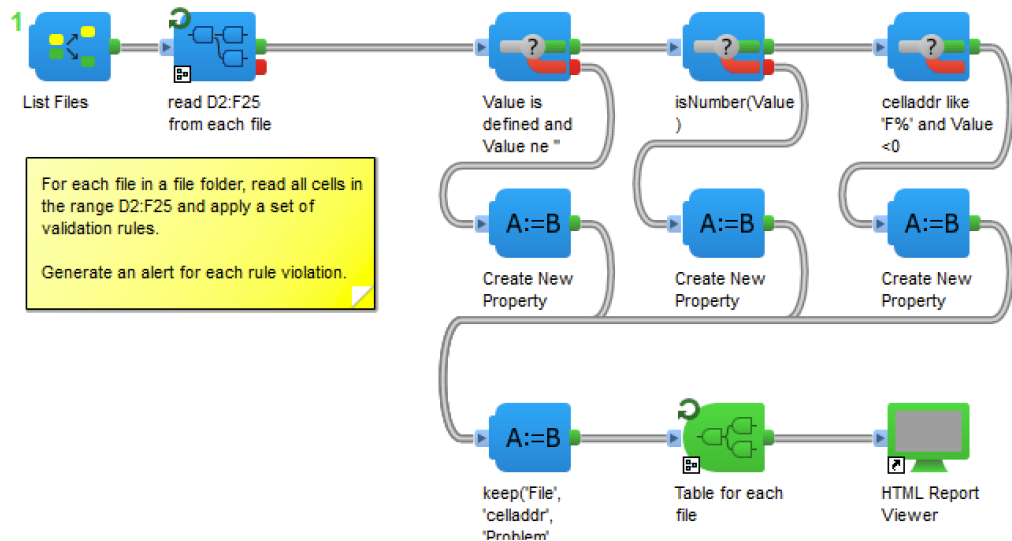 1
?
?
?
List Files
read D2:F25
from each file
Value is
defined and
Value ne ''
isNumber(Value
)
celladdr like
'F%' and Value
<0
For each file in a file folder, read all cells in
the range D2:F25 and apply a set of
validation rules.
Generate an alert for each rule violation.
A:=B
A:=B
A:=B
Create New
Property
Create New
Property
Create New
Property
A:=B
keep('File',
'celladdr',
'Problem',
Table for each
file
HTML Report
Viewer